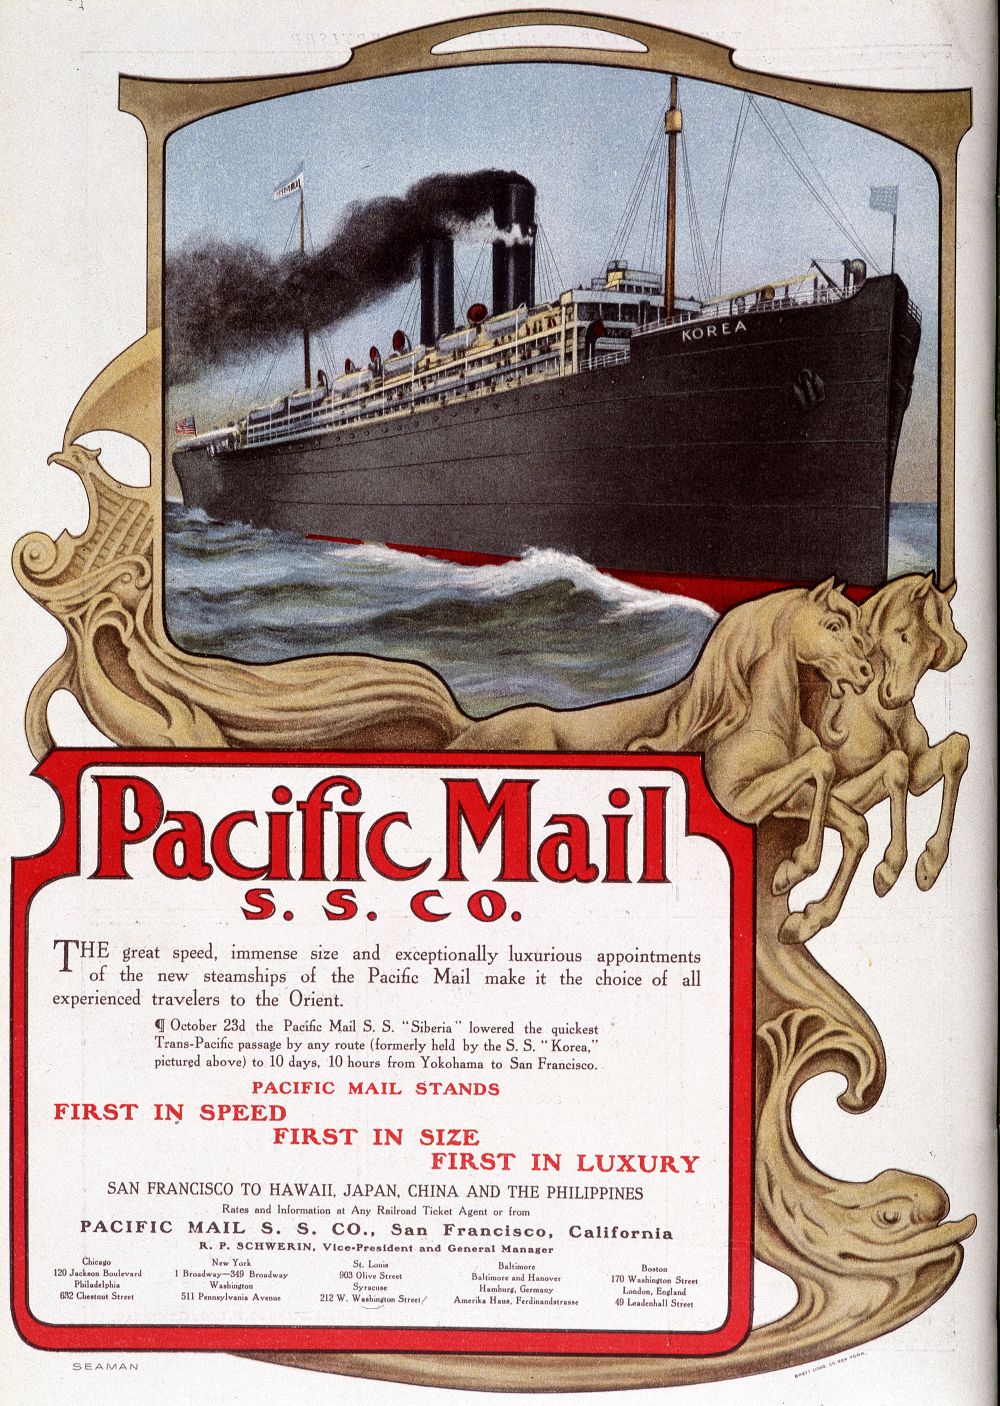 KOREA
Pacific Mail
S. S. CO.
THE great speed, immense size and exceptionally luxurious appointments
of the new steamships of the Pacific Mail make it the choice of all
experienced travelers to the Orient.
¶ October 23d the Pacific Mail S. S. "Siberia" lowered the quickest
Trans-Pacific passage by any route (formerly held by the S. S. "Korea,"
pictured above) to 10 days, 10 hours from Yokohama to San Francisco.
PACIFIC MAIL STANDS
FIRST IN SPEED
FIRST IN SIZE
FIRST IN LUXURY
SAN FRANCISCO TO HAWAII, JAPAN, CHINA AND THE PHILIPPINES
Rates and Information at Any Railroad Ticket Agent or from
PACIFIC MAIL S. S. CO., San Francisco, California
R. P. SCHWERIN, Vice-President and General Manager
Chicago
120 Jackson Boulevard
Philadelphia
632 Chestnut Street
New York
1 Broadway—349 Broadway
Washington
511 Pennsylvania Avenue
St. Louis
903 Olive Street
Syracuse
212 W. Washington Street
Baltimore
Baltimore and Hanover
Hamburg, Germany
Amerika Haus, Ferdinandstrasse
Boston
170 Washington Street
London, England
49 Leadenhall Street
SEAMAN
LITHO. CO. NEW YORK.